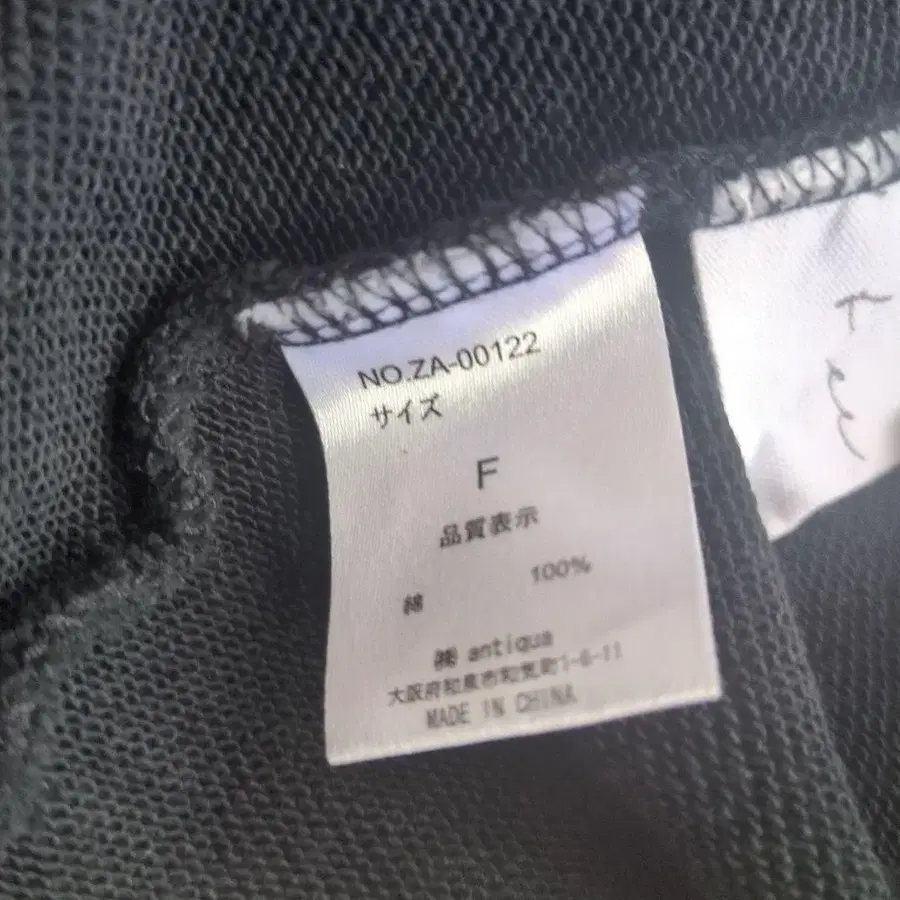 NO.ZA-00122
サイズ
F
品質表示
綿 100%
㈱ antiqua
大阪府和泉市和気町1-6-11
MADE IN CHINA